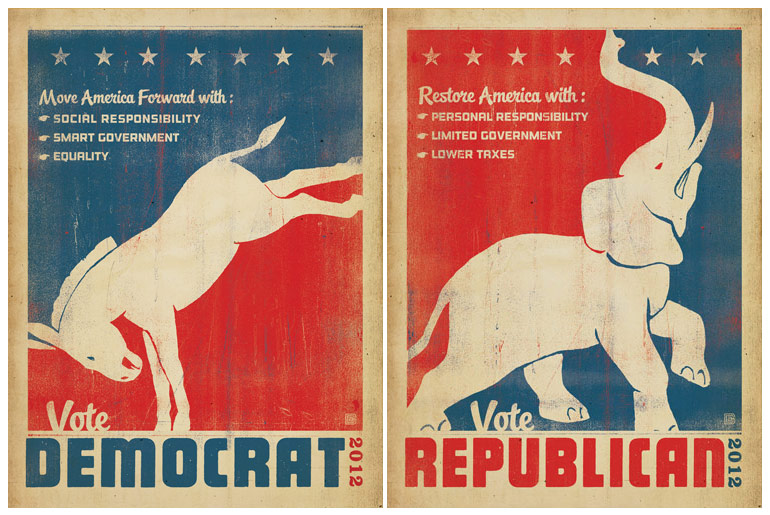 Move America Forward with:
SOCIAL RESPONSIBILITY
SMART GOVERNMENT
EQUALITY
Vote
DEMOCRAT 2012
Restore America with:
PERSONAL RESPONSIBILITY
LIMITED GOVERNMENT
LOWER TAXES
Vote
REPUBLICAN 2012